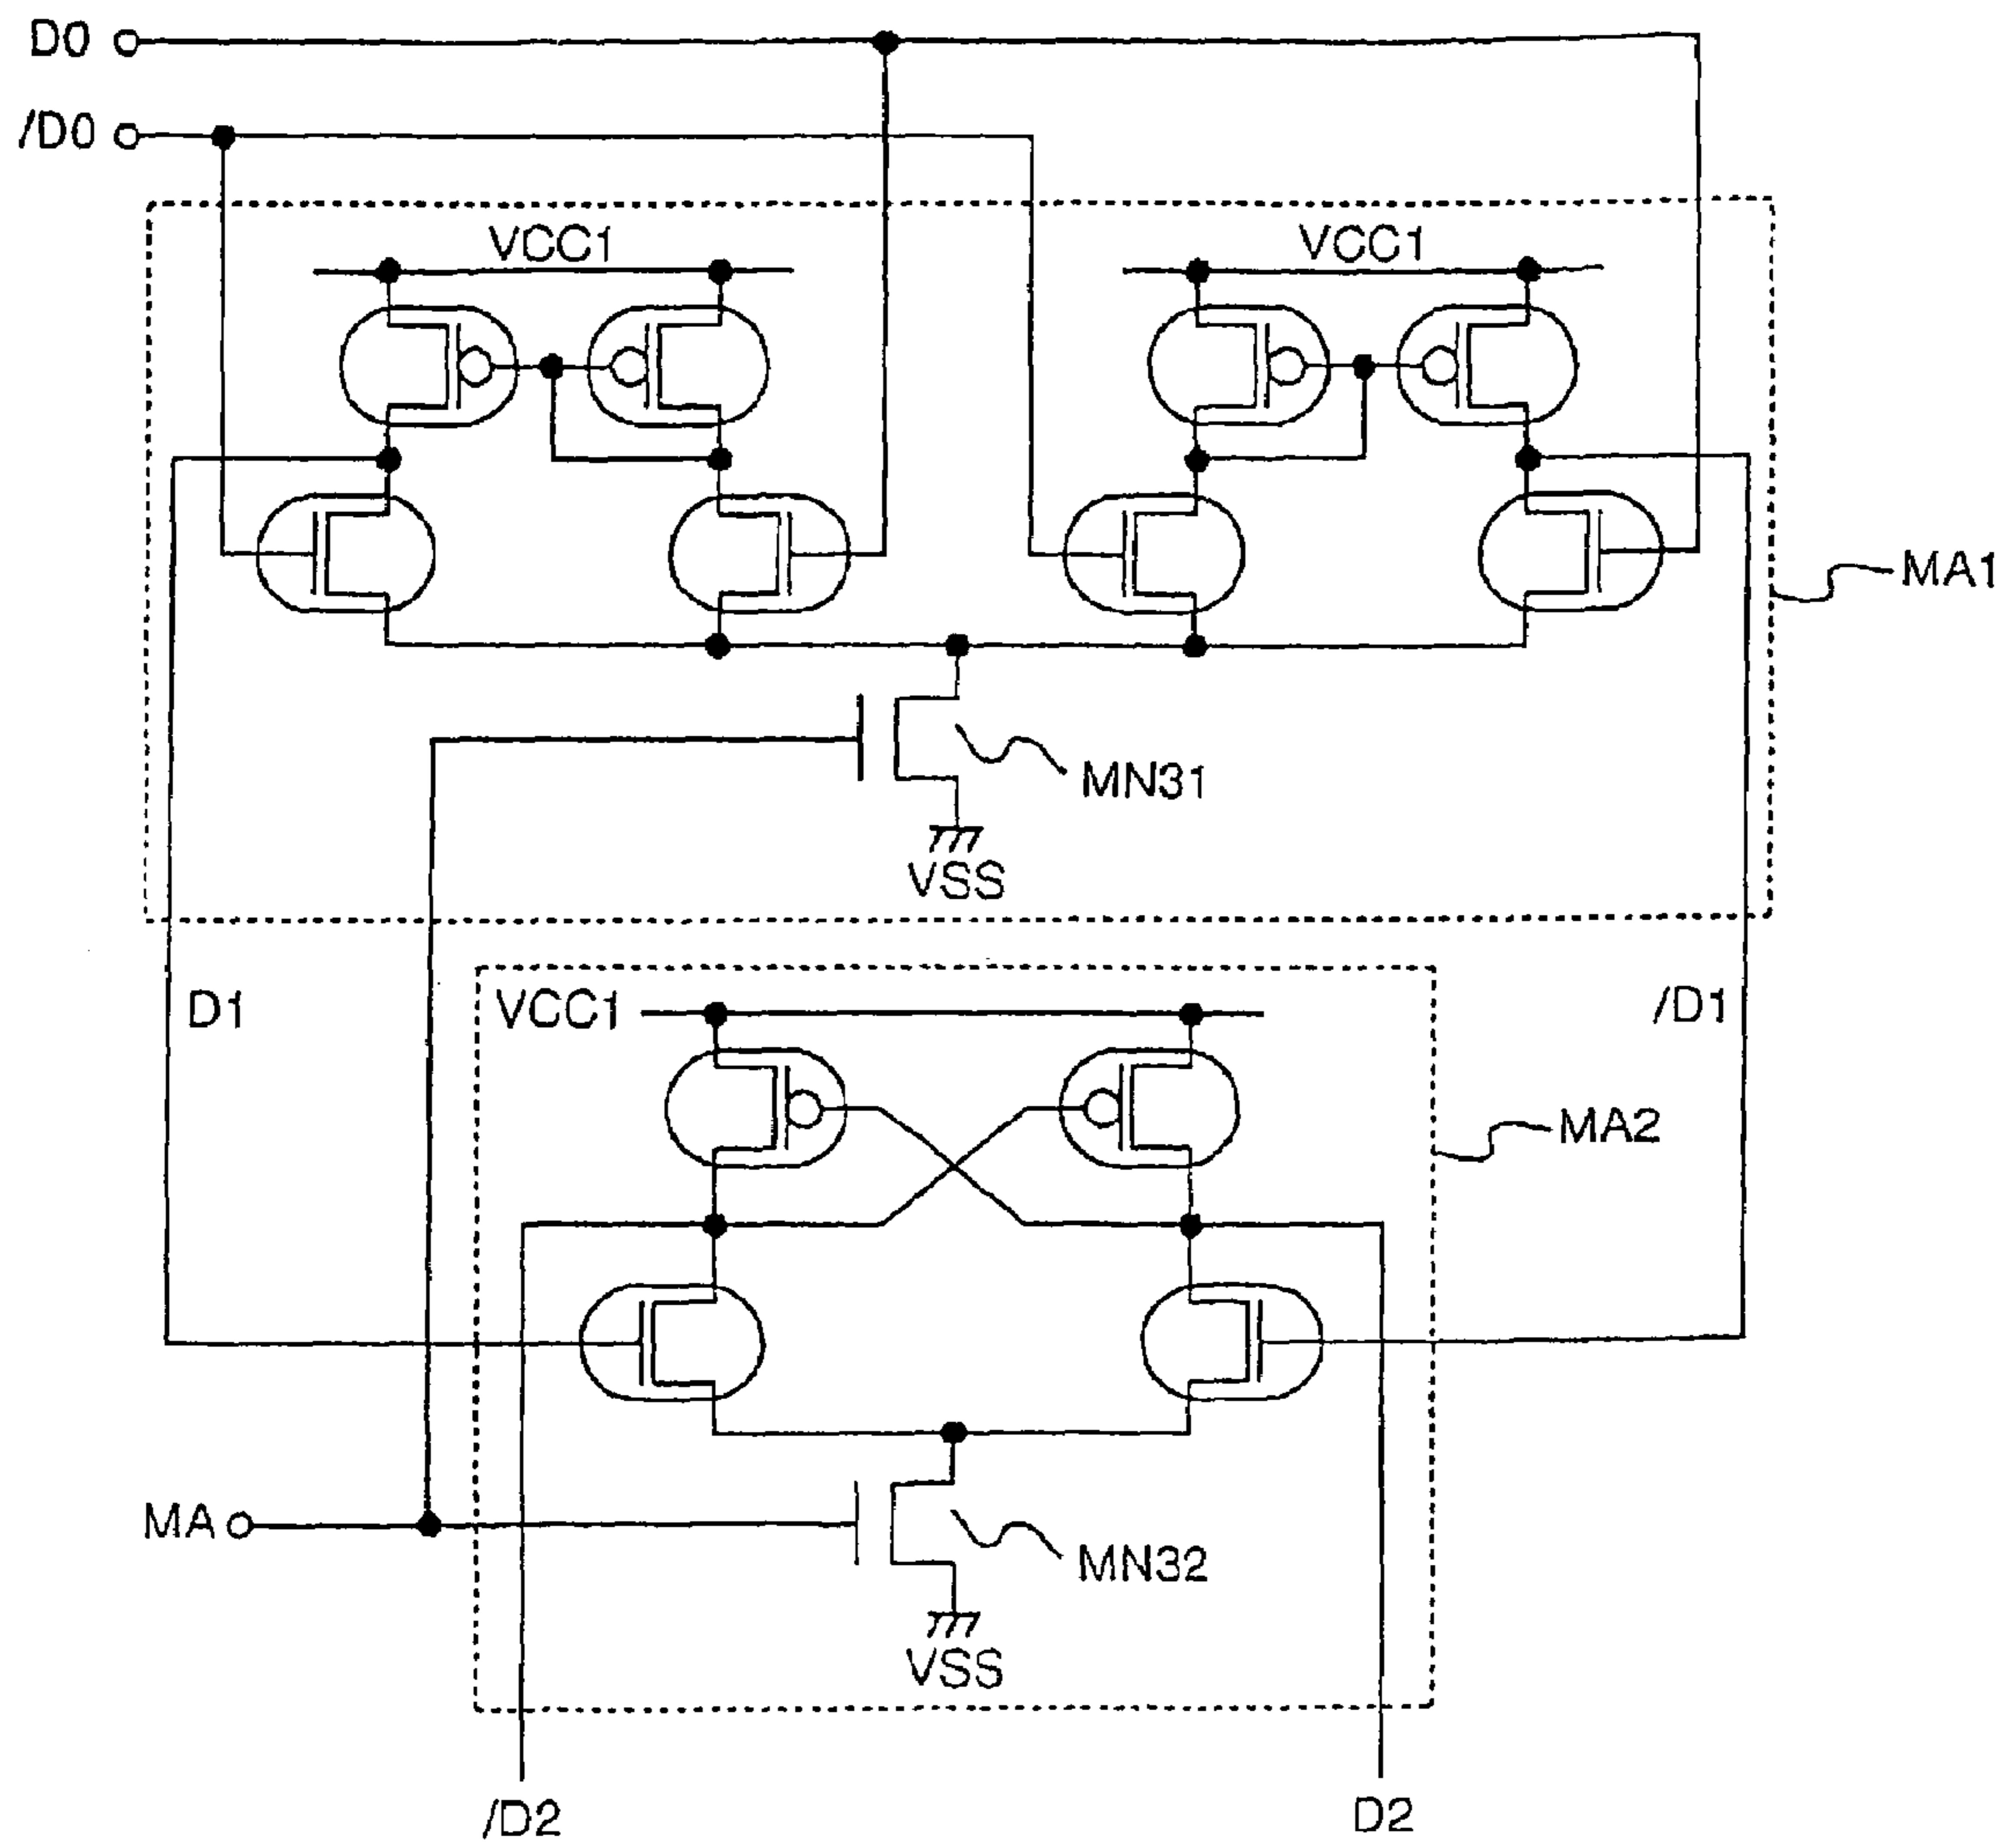 D0
/D0
VCC1
VCC1
MA1
MN31
VSS
D1
VCC1
/D1
MA2
MA
MN32
VSS
/D2
D2